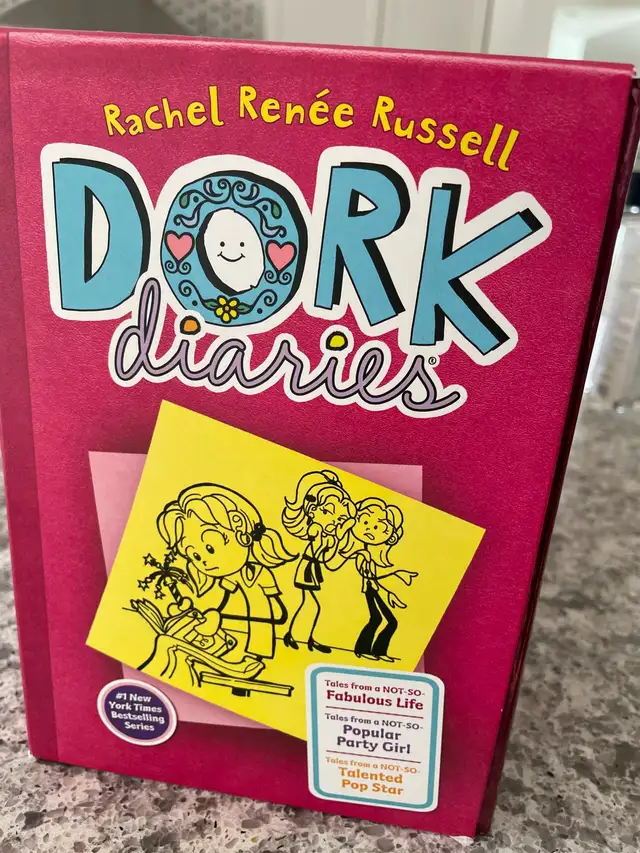 Rachel Renée Russell
DORK
diaries®
#1 New
York Times
Bestselling
Series
Tales from a NOT-SO-
Fabulous Life
Tales from a NOT-SO-
Popular
Party Girl
Tales from a NOT-SO-
Talented
Pop Star